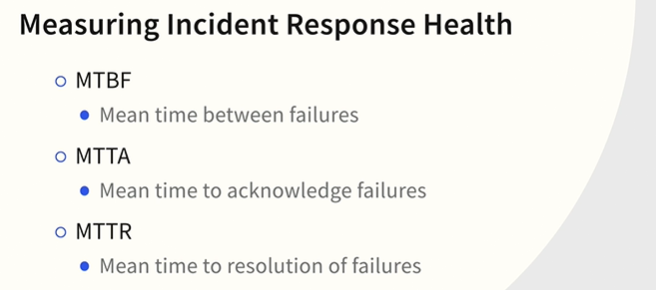 Measuring Incident Response Health
MTBF
Mean time between failures
MTTA
Mean time to acknowledge failures
MTTR
Mean time to resolution of failures